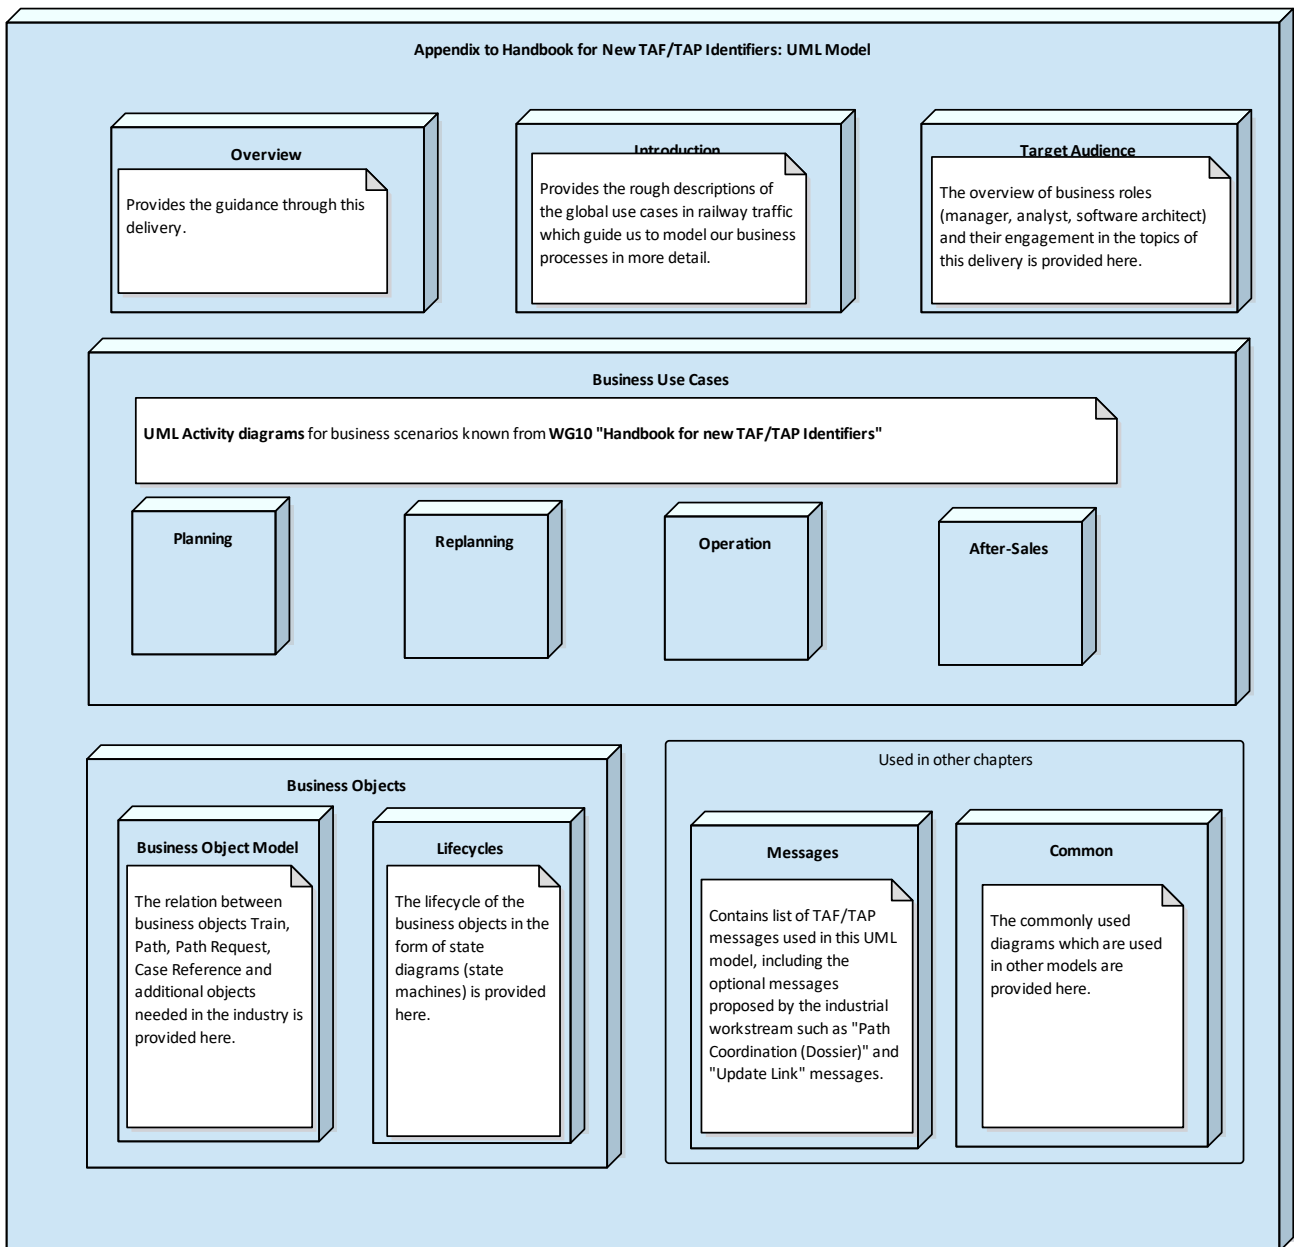 Appendix to Handbook for New TAF/TAP Identifiers: UML Model
Overview
Provides the guidance through this
delivery.
Introduction
Provides the rough descriptions of
the global use cases in railway traffic
which guide us to model our business
processes in more detail.
Target Audience
The overview of business roles
(manager, analyst, software architect)
and their engagement in the topics of
this delivery is provided here.
Business Use Cases
UML Activity diagrams for business scenarios known from WG10 "Handbook for new TAF/TAP Identifiers"
Planning
Replanning
Operation
After-Sales
Business Objects
Business Object Model
The relation between
business objects Train,
Path, Path Request,
Case Reference and
additional objects
needed in the industry is
provided here.
Lifecycles
The lifecycle of the
business objects in the
form of state
diagrams (state
machines) is provided
here.
Used in other chapters
Messages
Contains list of TAF/TAP
messages used in this UML
model, including the
optional messages
proposed by the industrial
workstream such as "Path
Coordination (Dossier)" and
"Update Link" messages.
Common
The commonly used
diagrams which are used
in other models are
provided here.